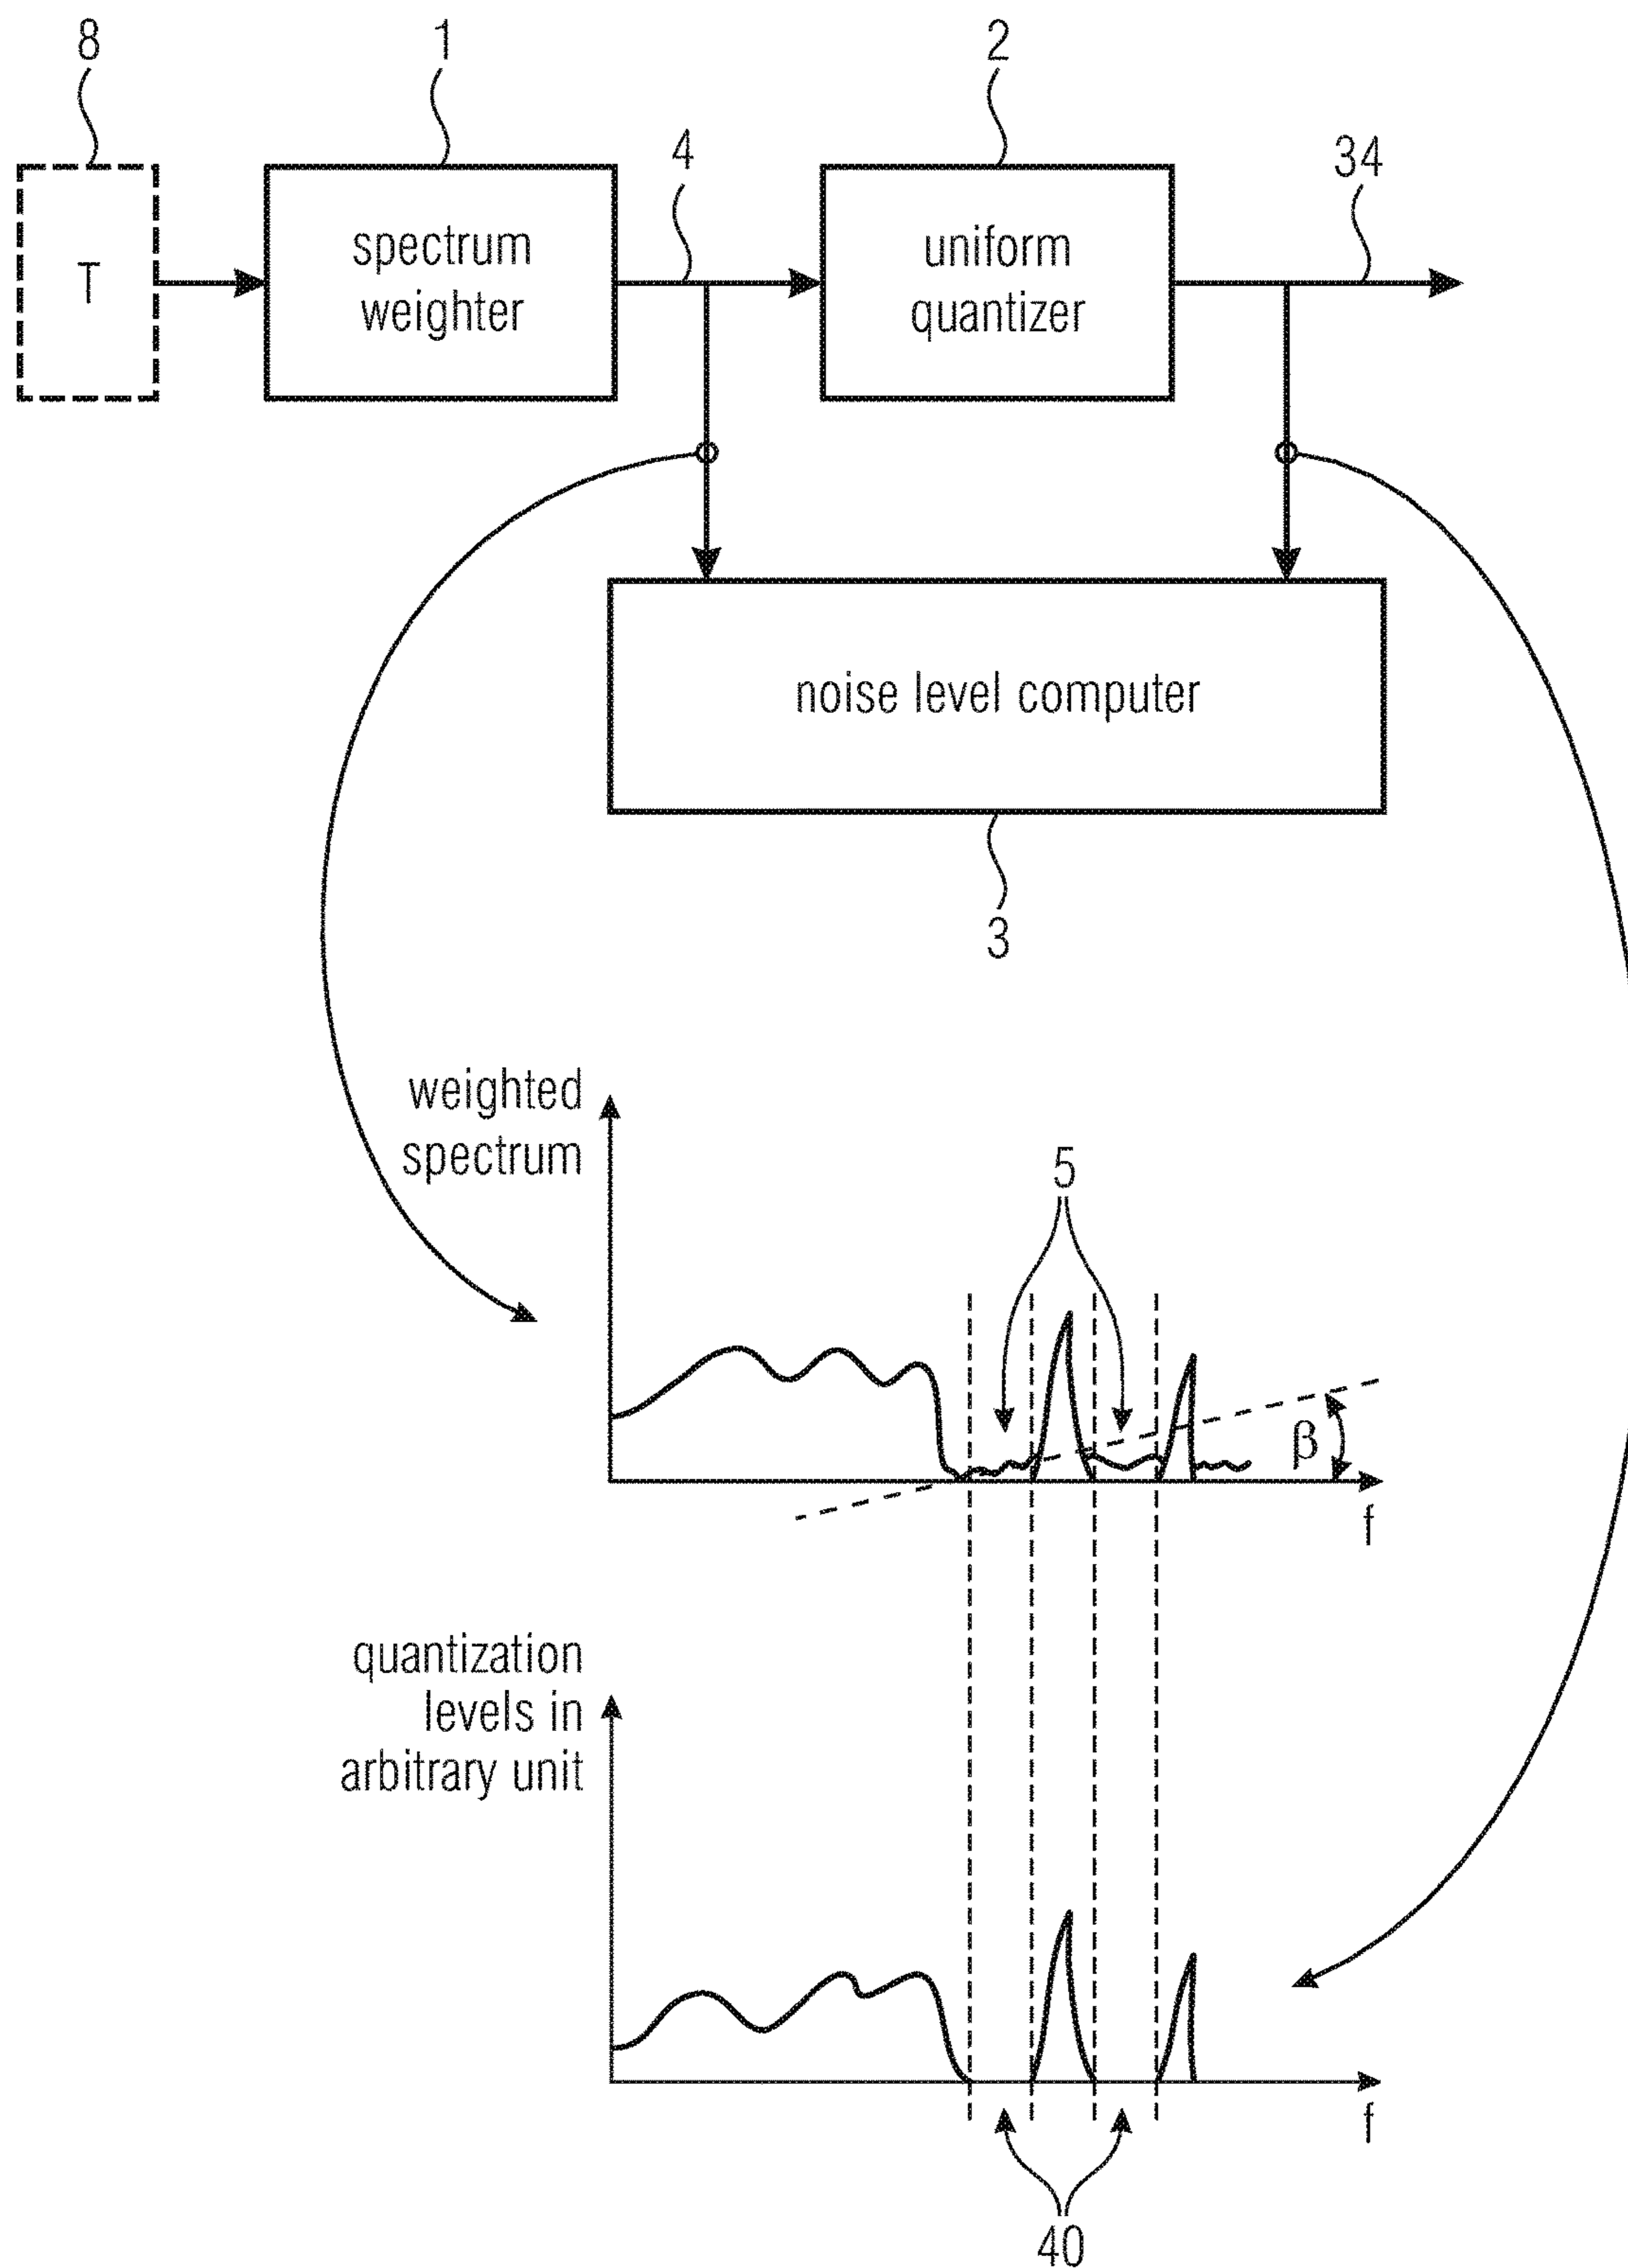 8
1
2
4
34
T
spectrum
weighter
uniform
quantizer
noise level computer
3
weighted
spectrum
5
β
f
quantization
levels in
arbitrary unit
f
40